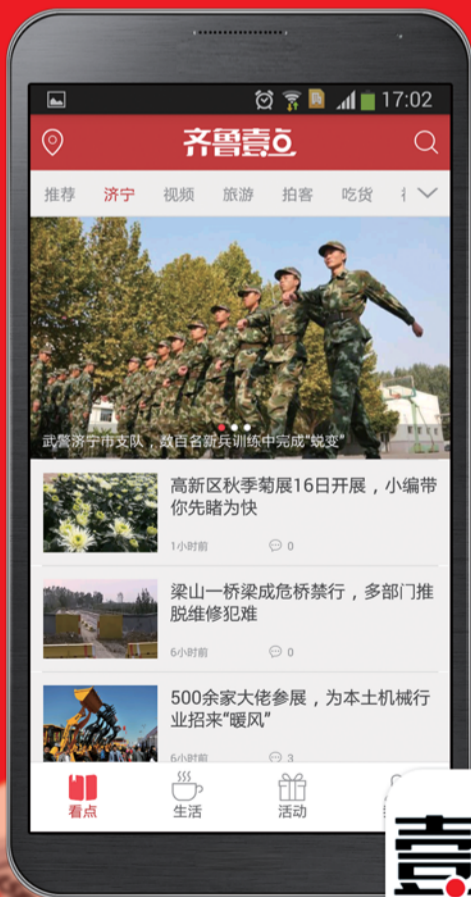 17:02
齐鲁壹点
推荐 济宁 视频 旅游 拍客 吃货
武警济宁市支队，数百名新兵训练中完成“蜕变”
高新区秋季菊展16日开展，小编带
你先睹为快
1小时前 0
梁山一桥梁成危桥禁行，多部门推
脱维修犯难
6小时前 0
500余家大佬参展，为本土机械行
业招来“暖风”
6小时前 3
看点 生活 活动
壹